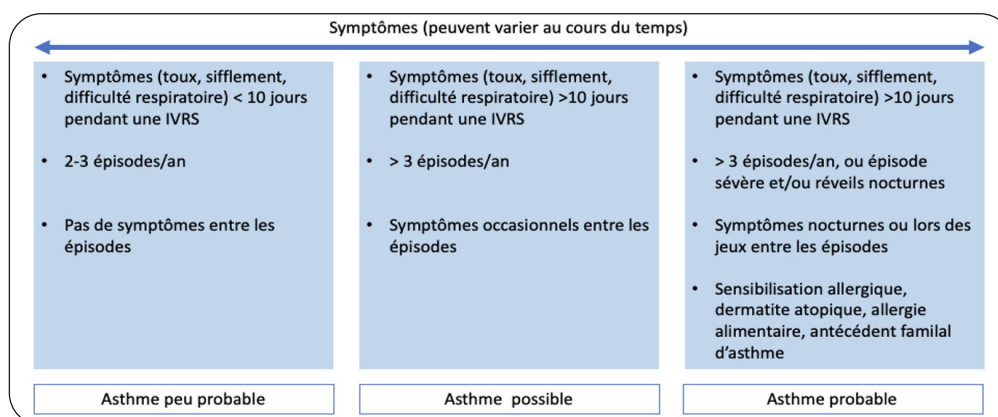 Symptômes (peuvent varier au cours du temps)
• Symptômes (toux, sifflement,
difficulté respiratoire) < 10 jours
pendant une IVRS
• 2-3 épisodes/an
• Pas de symptômes entre les
épisodes
Asthme peu probable
• Symptômes (toux, sifflement,
difficulté respiratoire) >10 jours
pendant une IVRS
• > 3 épisodes/an
• Symptômes occasionnels entre les
épisodes
Asthme possible
• Symptômes (toux, sifflement,
difficulté respiratoire) >10 jours
pendant une IVRS
• > 3 épisodes/an, ou épisode
sévère et/ou réveils nocturnes
• Symptômes nocturnes ou lors des
jeux entre les épisodes
• Sensibilisation allergique,
dermatite atopique, allergie
alimentaire, antécédent familal
d’asthme
Asthme probable